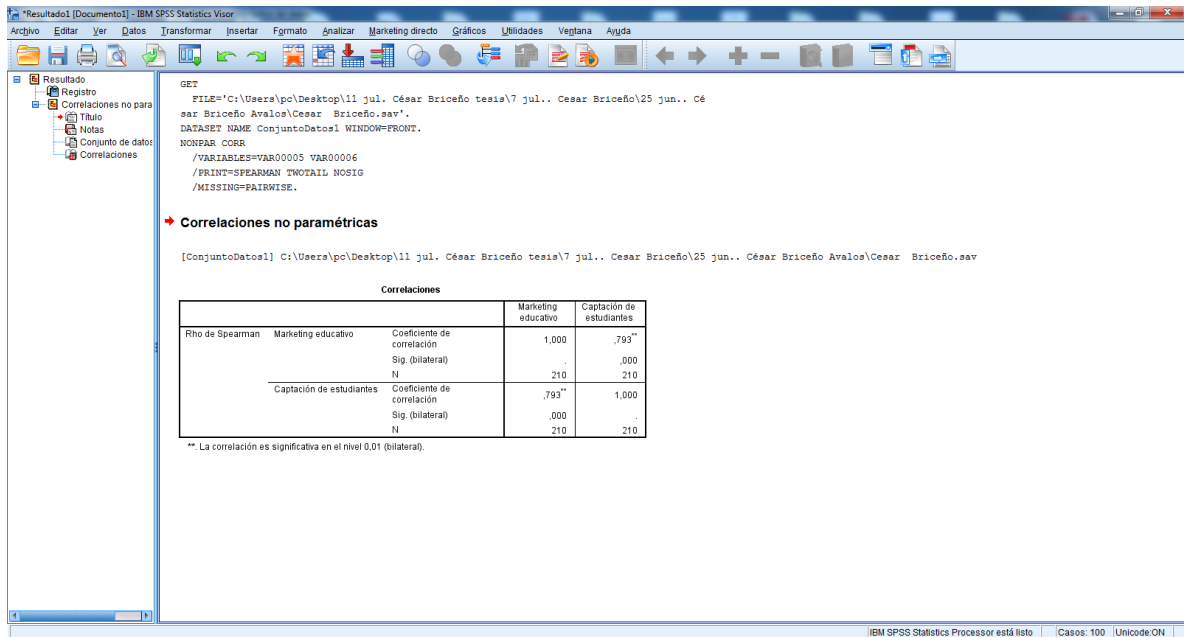 *Resultado1 [Documento1] - IBM SPSS Statistics Visor
Archivo Editar Ver Datos Transformar Insertar Formato Analizar Marketing directo Gráficos Utilidades Ventana Ayuda
Resultado
Registro
Correlaciones no para
Título
Notas
Conjunto de datos
Correlaciones
GET
FILE='C:\Users\pc\Desktop\11 jul. César Briceño tesis\7 jul.. Cesar Briceño\25 jun.. Cé
sar Briceño Avalos\Cesar  Briceño.sav'.
DATASET NAME ConjuntoDatos1 WINDOW=FRONT.
NONPAR CORR
/VARIABLES=VAR00005 VAR00006
/PRINT=SPEARMAN TWOTAIL NOSIG
/MISSING=PAIRWISE.
Correlaciones no paramétricas
[ConjuntoDatos1] C:\Users\pc\Desktop\11 jul. César Briceño tesis\7 jul.. Cesar Briceño\25 jun.. César Briceño Avalos\Cesar  Briceño.sav
Correlaciones
Marketing educativo Captación de estudiantes
Rho de Spearman Marketing educativo Coeficiente de correlación 1,000 ,793**
Sig. (bilateral) . ,000
N 210 210
Captación de estudiantes Coeficiente de correlación ,793** 1,000
Sig. (bilateral) ,000 .
N 210 210
**. La correlación es significativa en el nivel 0,01 (bilateral).
IBM SPSS Statistics Processor está listo Casos: 100 Unicode:ON